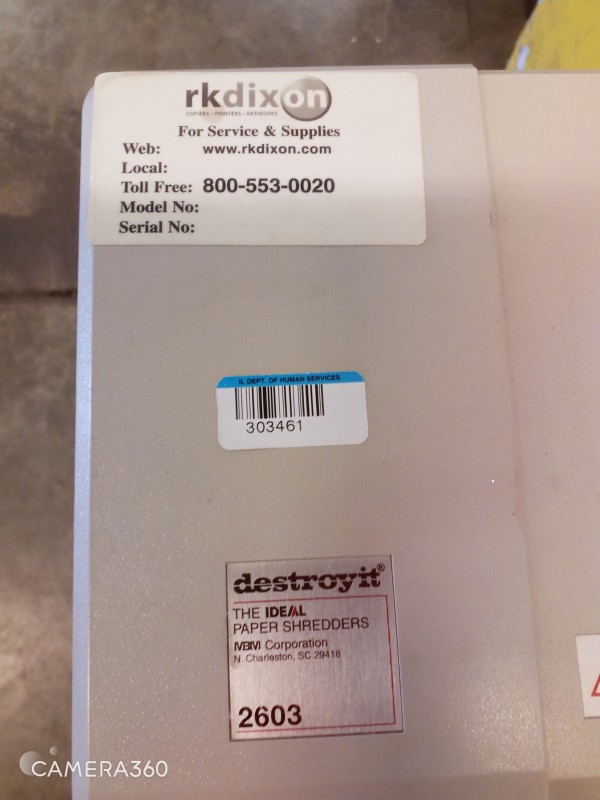 rkdixon
COPIERS • PRINTERS • NETWORKS
For Service & Supplies
Web: www.rkdixon.com
Local:
Toll Free: 800-553-0020
Model No:
Serial No:
IL DEPT. OF HUMAN SERVICES
303461
destroyit®
THE IDEAL
PAPER SHREDDERS
MBM Corporation
N. Charleston, SC 29418
2603
CAMERA360